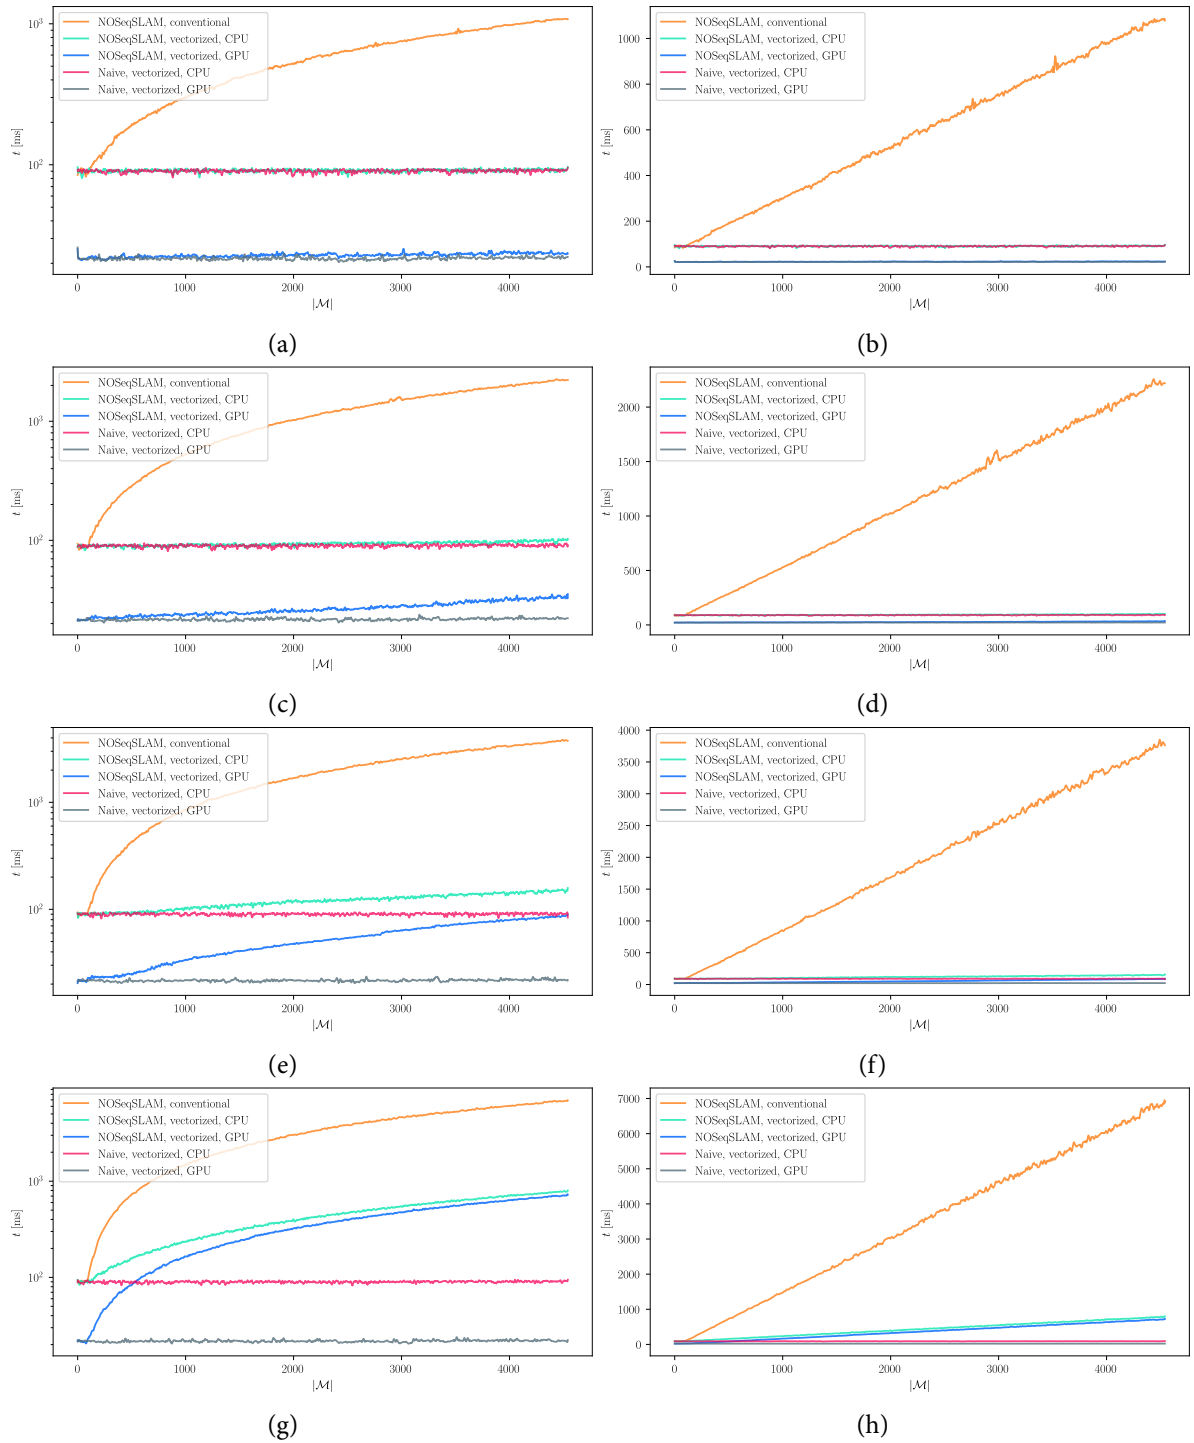 NOSeqSLAM, conventional
NOSeqSLAM, vectorized, CPU
NOSeqSLAM, vectorized, GPU
Naive, vectorized, CPU
Naive, vectorized, GPU
10³
10²
t [ms]
0 1000 2000 3000 4000
|ℳ|
(a)
NOSeqSLAM, conventional
NOSeqSLAM, vectorized, CPU
NOSeqSLAM, vectorized, GPU
Naive, vectorized, CPU
Naive, vectorized, GPU
1000
800
600
400
200
0
t [ms]
0 1000 2000 3000 4000
|ℳ|
(b)
NOSeqSLAM, conventional
NOSeqSLAM, vectorized, CPU
NOSeqSLAM, vectorized, GPU
Naive, vectorized, CPU
Naive, vectorized, GPU
10³
10²
t [ms]
0 1000 2000 3000 4000
|ℳ|
(c)
NOSeqSLAM, conventional
NOSeqSLAM, vectorized, CPU
NOSeqSLAM, vectorized, GPU
Naive, vectorized, CPU
Naive, vectorized, GPU
2000
1500
1000
500
0
t [ms]
0 1000 2000 3000 4000
|ℳ|
(d)
NOSeqSLAM, conventional
NOSeqSLAM, vectorized, CPU
NOSeqSLAM, vectorized, GPU
Naive, vectorized, CPU
Naive, vectorized, GPU
10³
10²
t [ms]
0 1000 2000 3000 4000
|ℳ|
(e)
NOSeqSLAM, conventional
NOSeqSLAM, vectorized, CPU
NOSeqSLAM, vectorized, GPU
Naive, vectorized, CPU
Naive, vectorized, GPU
4000
3500
3000
2500
2000
1500
1000
500
0
t [ms]
0 1000 2000 3000 4000
|ℳ|
(f)
NOSeqSLAM, conventional
NOSeqSLAM, vectorized, CPU
NOSeqSLAM, vectorized, GPU
Naive, vectorized, CPU
Naive, vectorized, GPU
10³
10²
t [ms]
0 1000 2000 3000 4000
|ℳ|
(g)
NOSeqSLAM, conventional
NOSeqSLAM, vectorized, CPU
NOSeqSLAM, vectorized, GPU
Naive, vectorized, CPU
Naive, vectorized, GPU
7000
6000
5000
4000
3000
2000
1000
0
t [ms]
0 1000 2000 3000 4000
|ℳ|
(h)